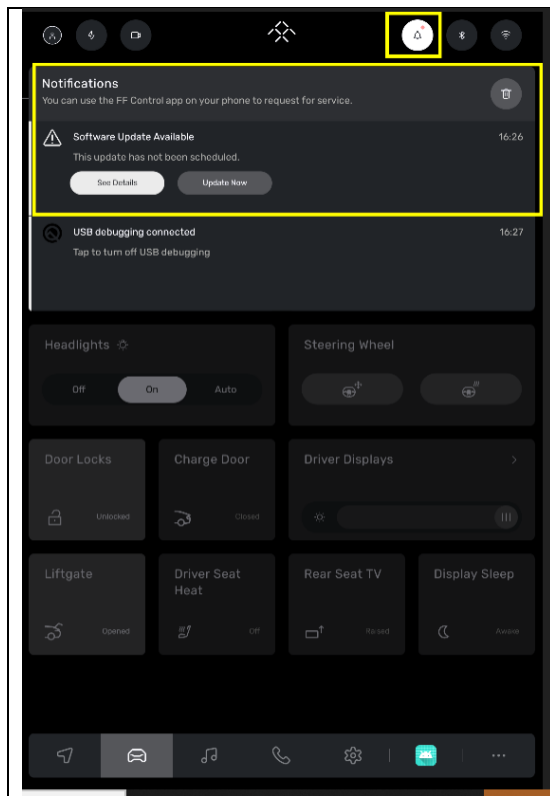 Notifications
You can use the FF Control app on your phone to request for service.
Software Update Available 16:26
This update has not been scheduled.
See Details Update Now
USB debugging connected 16:27
Tap to turn off USB debugging
Headlights Steering Wheel
Off On Auto
Door Locks Charge Door Driver Displays
Unlocked Closed
Liftgate Driver Seat Heat Rear Seat TV Display Sleep
Opened Off Raised Awake